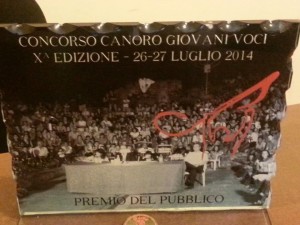 CONCORSO CANORO GIOVANI VOCI
X^ EDIZIONE - 26-27 LUGLIO 2014
PREMIO DEL PUBBLICO